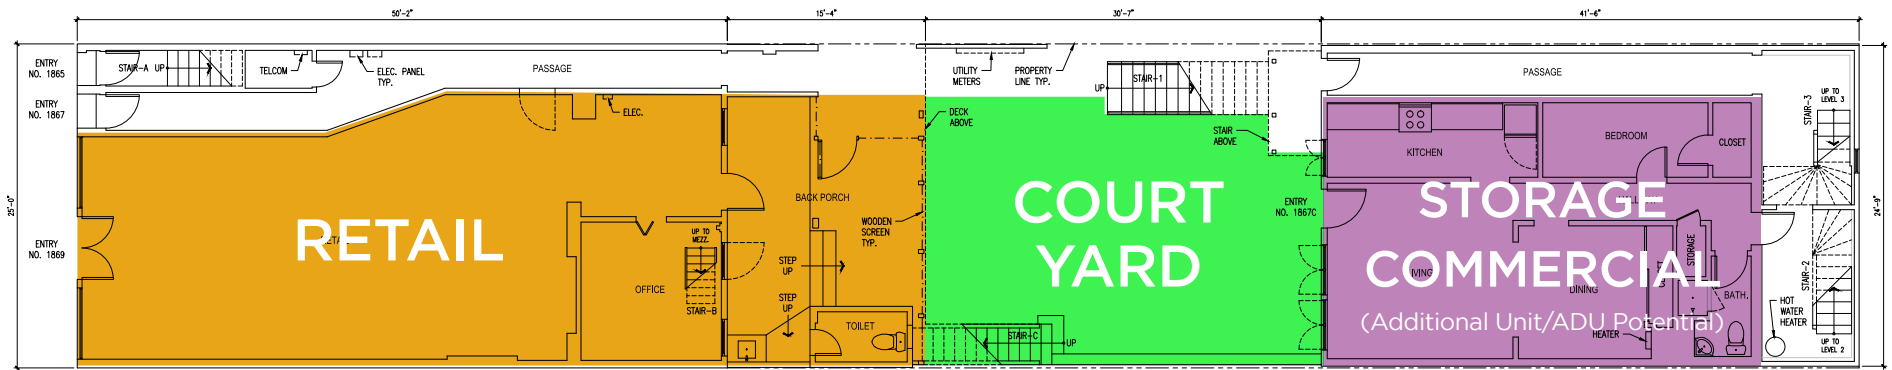 50'-2" 15'-4" 30'-7" 41'-6"
ENTRY
NO. 1865
STAIR-A UP
TELCOM
ELEC. PANEL
TYP.
PASSAGE
UTILITY
METERS
PROPERTY
LINE TYP.
STAIR-1
UP
PASSAGE
UP TO
LEVEL 3
STAIR-3
ENTRY
NO. 1867
ELEC.
DECK
ABOVE
STAIR
ABOVE
KITCHEN
BEDROOM
CLOSET
25'-0"
24'-9"
RETAIL
ENTRY
NO. 1869
OFFICE
UP TO
MEZZ.
STAIR-B
BACK PORCH
WOODEN
SCREEN
TYP.
STEP
UP
STEP
UP
TOILET
COURT
YARD
ENTRY
NO. 1867C
STAIR-C
UP
STORAGE
COMMERCIAL
(Additional Unit/ADU Potential)
LIVING
DINING
STORAGE
BATH.
HEATER
HOT
WATER
HEATER
STAIR-2
UP TO
LEVEL 2